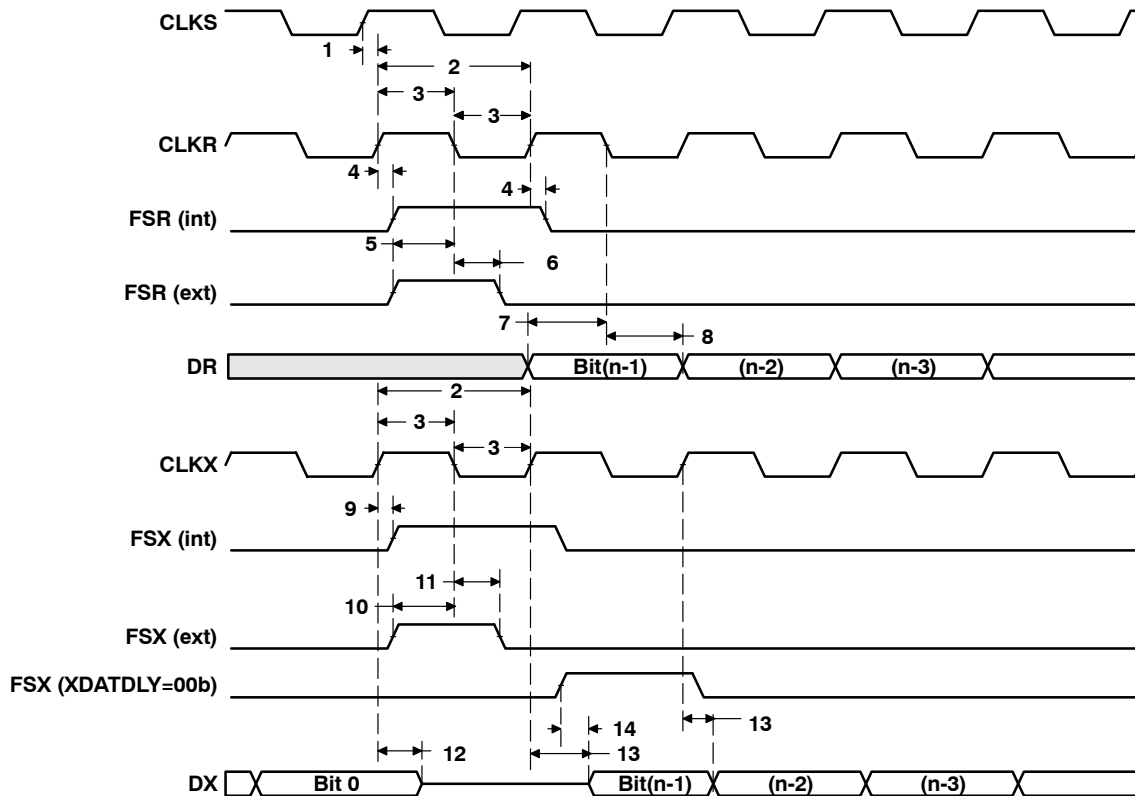 CLKS
1
2
3
3
CLKR
4
4
FSR (int)
5
6
FSR (ext)
7
8
DR Bit(n-1) (n-2) (n-3)
2
3
3
CLKX
9
FSX (int)
11
10
FSX (ext)
FSX (XDATDLY=00b)
14 13
12 13
DX Bit 0 Bit(n-1) (n-2) (n-3)